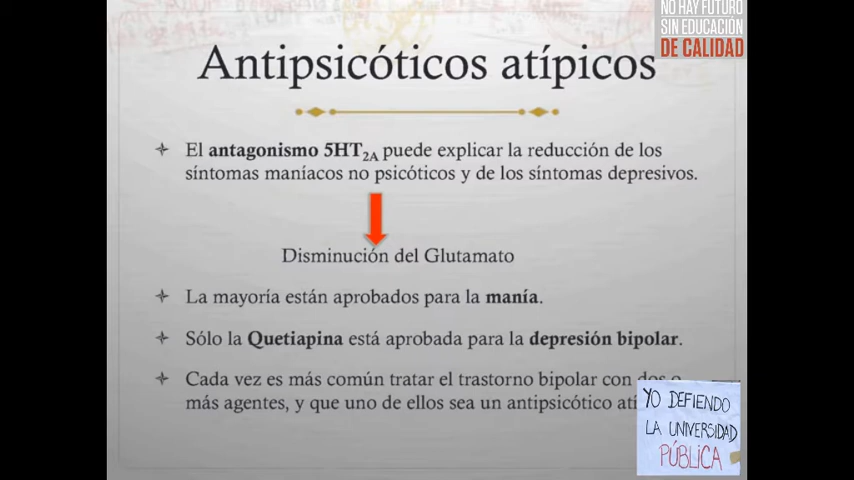 NO HAY FUTURO
SIN EDUCACIÓN
DE CALIDAD
Antipsicóticos atípicos
El antagonismo 5HT2A puede explicar la reducción de los
síntomas maníacos no psicóticos y de los síntomas depresivos.
Disminución del Glutamato
La mayoría están aprobados para la manía.
Sólo la Quetiapina está aprobada para la depresión bipolar.
Cada vez es más común tratar el trastorno bipolar con dos o
más agentes, y que uno de ellos sea un antipsicótico
YO DEFIENDO
LA UNIVERSIDAD
PÚBLICA